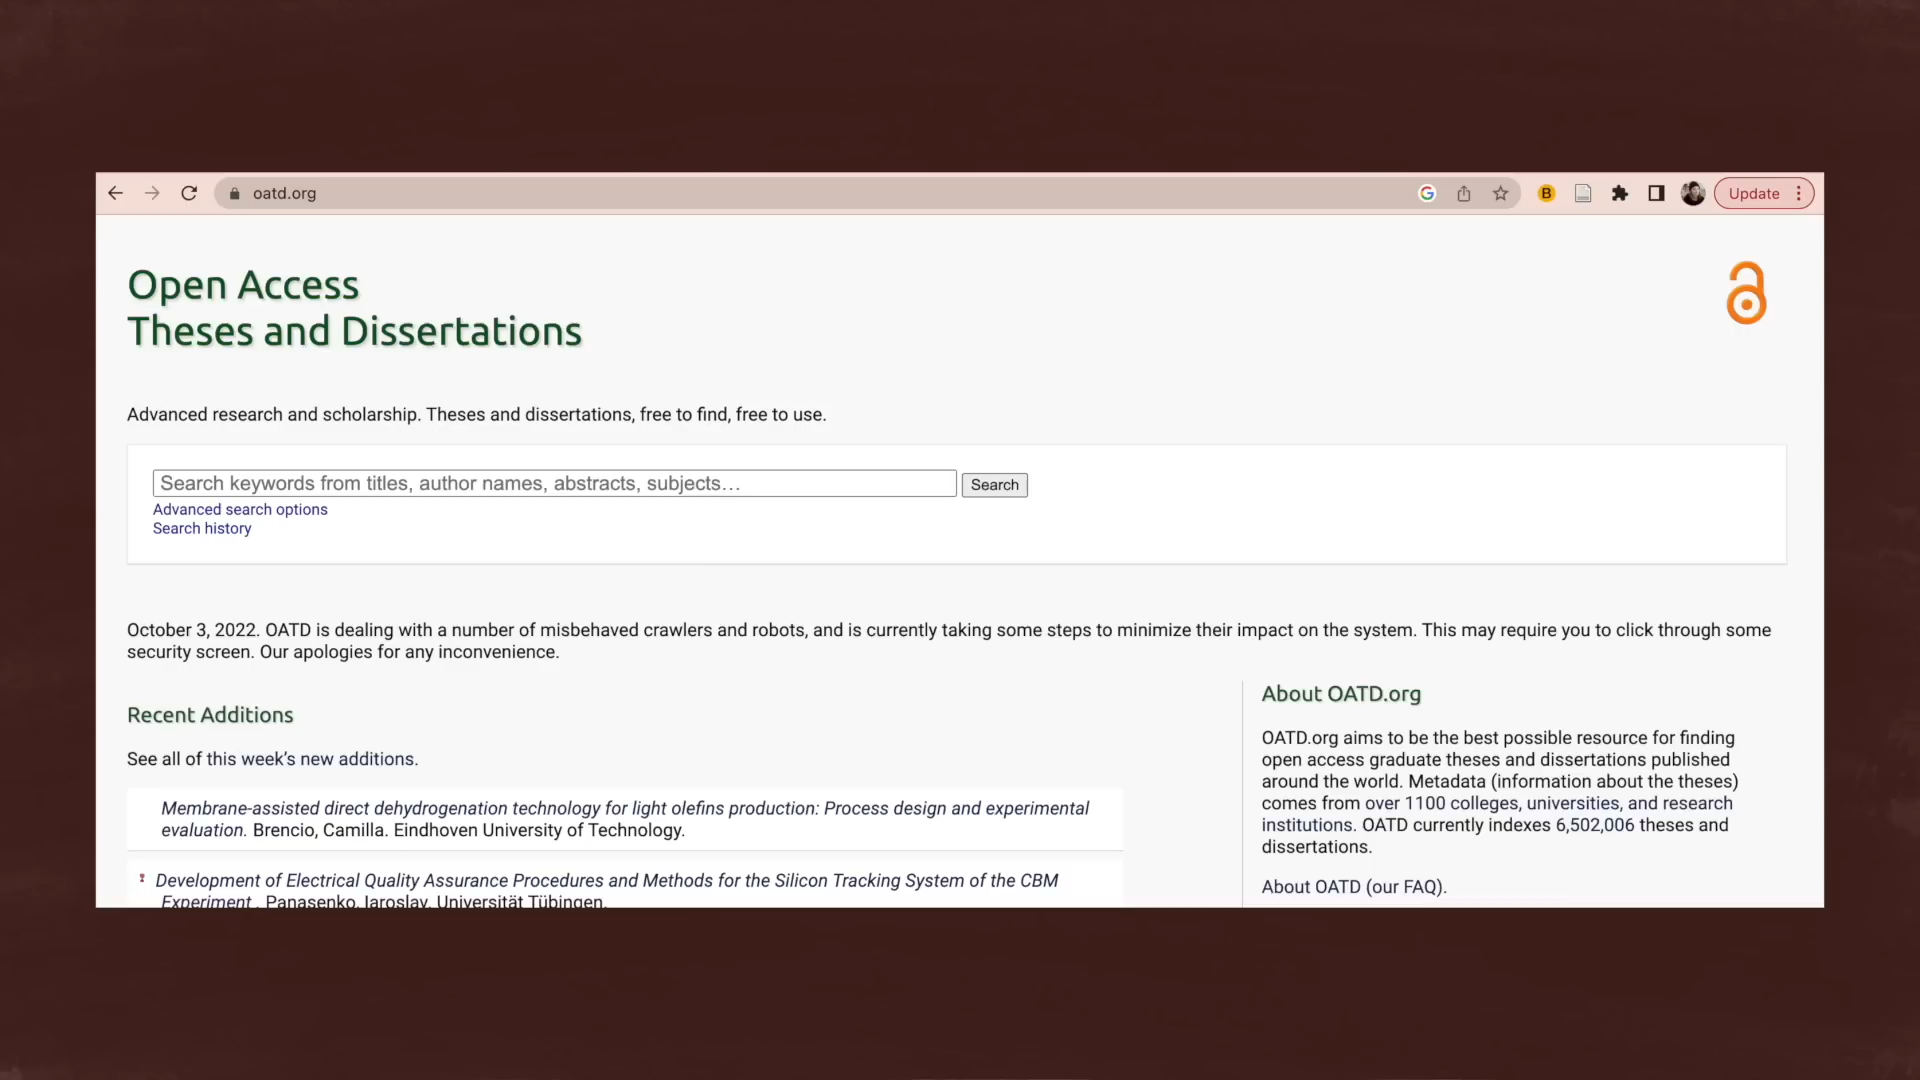 oatd.org
B
Update
Open Access
Theses and Dissertations
Advanced research and scholarship. Theses and dissertations, free to find, free to use.
Search keywords from titles, author names, abstracts, subjects…
Search
Advanced search options
Search history
October 3, 2022. OATD is dealing with a number of misbehaved crawlers and robots, and is currently taking some steps to minimize their impact on the system. This may require you to click through some
security screen. Our apologies for any inconvenience.
Recent Additions
See all of this week’s new additions.
Membrane-assisted direct dehydrogenation technology for light olefins production: Process design and experimental
evaluation. Brencio, Camilla. Eindhoven University of Technology.
Development of Electrical Quality Assurance Procedures and Methods for the Silicon Tracking System of the CBM
Experiment . Panasenko, Iaroslav. Universität Tübingen.
About OATD.org
OATD.org aims to be the best possible resource for finding
open access graduate theses and dissertations published
around the world. Metadata (information about the theses)
comes from over 1100 colleges, universities, and research
institutions. OATD currently indexes 6,502,006 theses and
dissertations.
About OATD (our FAQ).